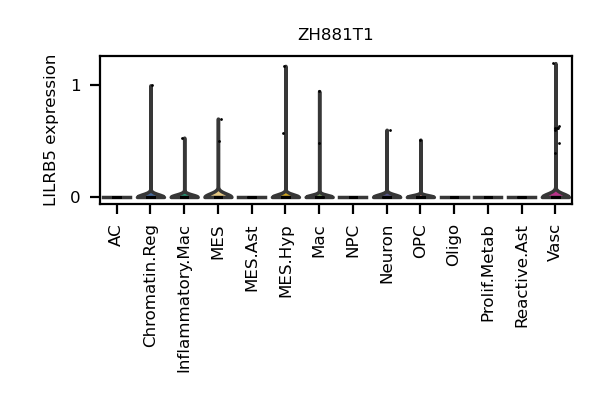 ZH881T1
LILRB5 expression
1
0
AC
Chromatin.Reg
Inflammatory.Mac
MES
MES.Ast
MES.Hyp
Mac
NPC
Neuron
OPC
Oligo
Prolif.Metab
Reactive.Ast
Vasc